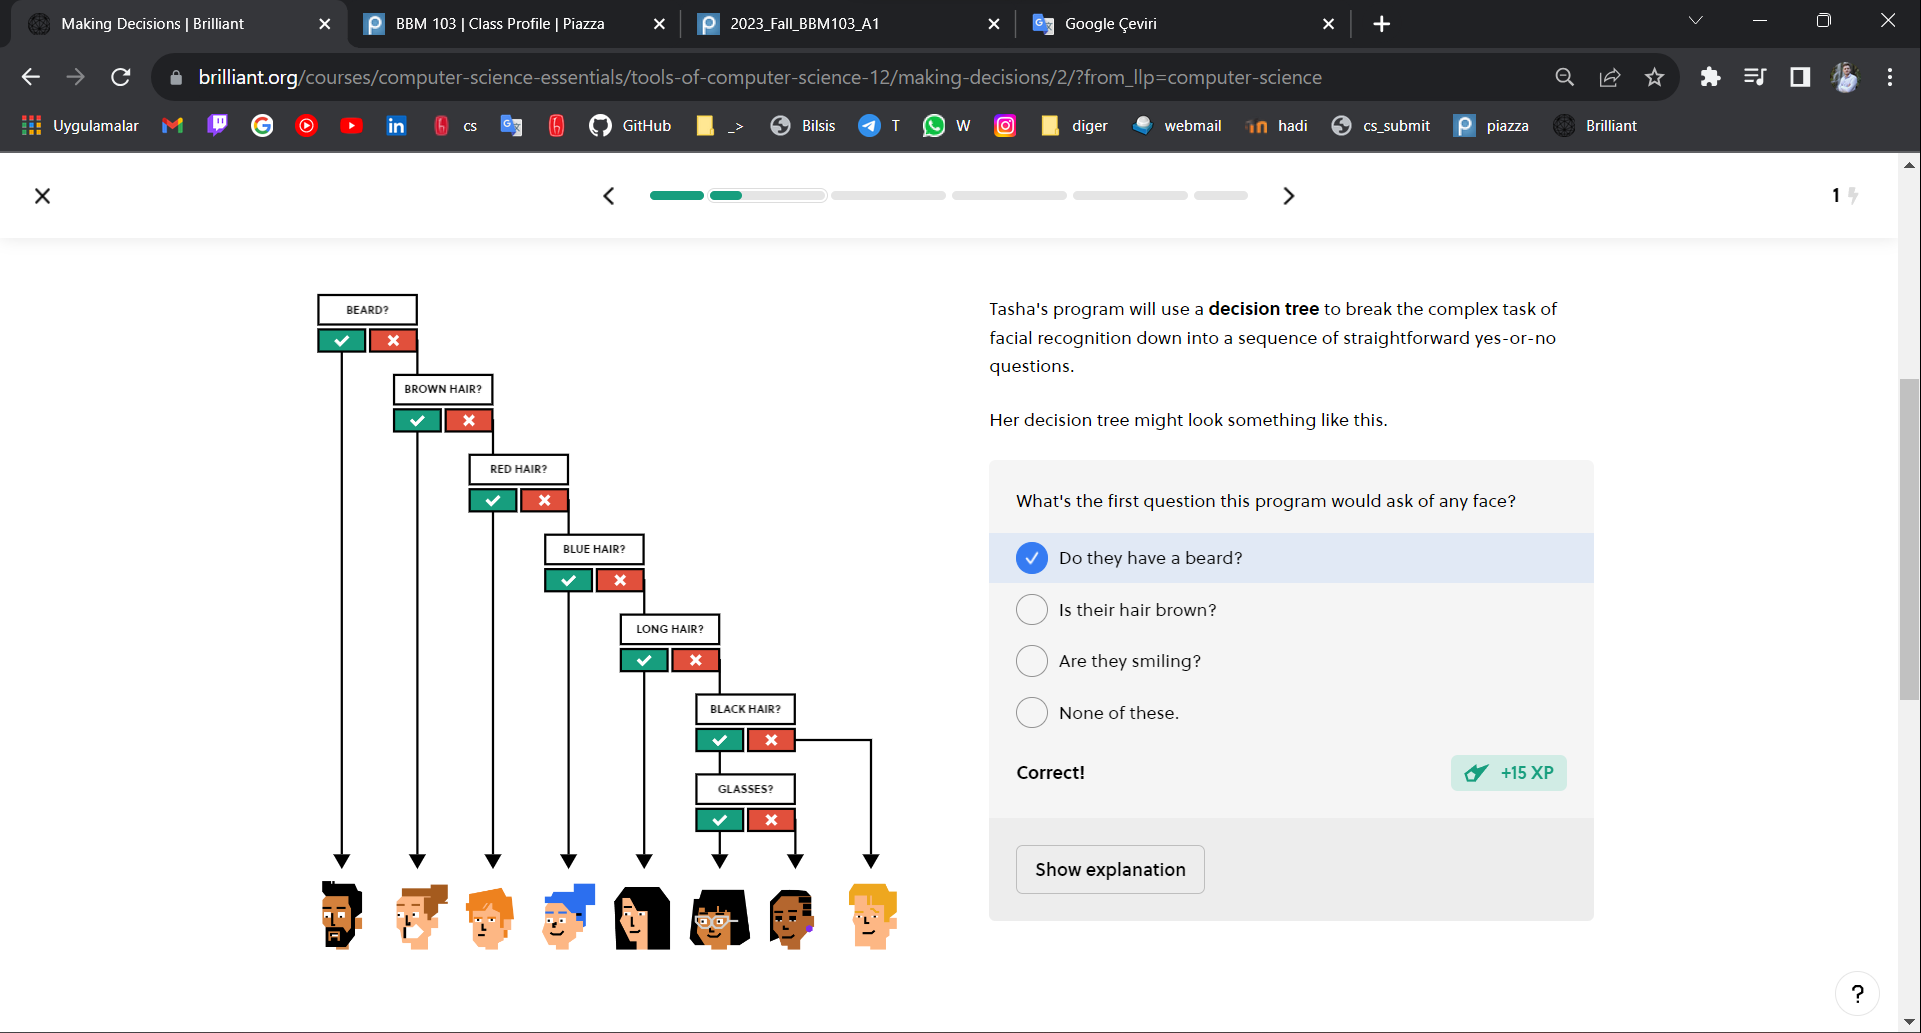 Making Decisions | Brilliant
BBM 103 | Class Profile | Piazza
2023_Fall_BBM103_A1
Google Çeviri
brilliant.org/courses/computer-science-essentials/tools-of-computer-science-12/making-decisions/2/?from_llp=computer-science
Uygulamalar
cs
GitHub
_>
Bilsis
T
W
diger
webmail
hadi
cs_submit
piazza
Brilliant
1
BEARD?
BROWN HAIR?
RED HAIR?
BLUE HAIR?
LONG HAIR?
BLACK HAIR?
GLASSES?
Tasha's program will use a decision tree to break the complex task of
facial recognition down into a sequence of straightforward yes-or-no
questions.
Her decision tree might look something like this.
What's the first question this program would ask of any face?
Do they have a beard?
Is their hair brown?
Are they smiling?
None of these.
Correct!
+15 XP
Show explanation
?